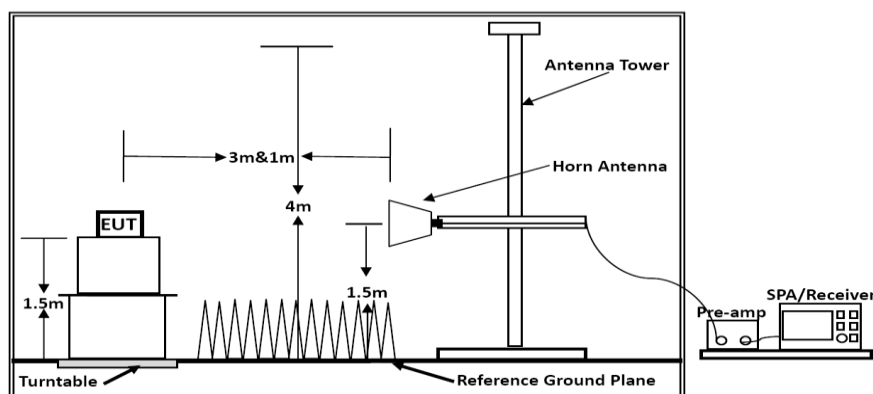 Antenna Tower
3m&1m
Horn Antenna
4m
EUT
1.5m
1.5m
SPA/Receiver
Pre-amp
Turntable
Reference Ground Plane